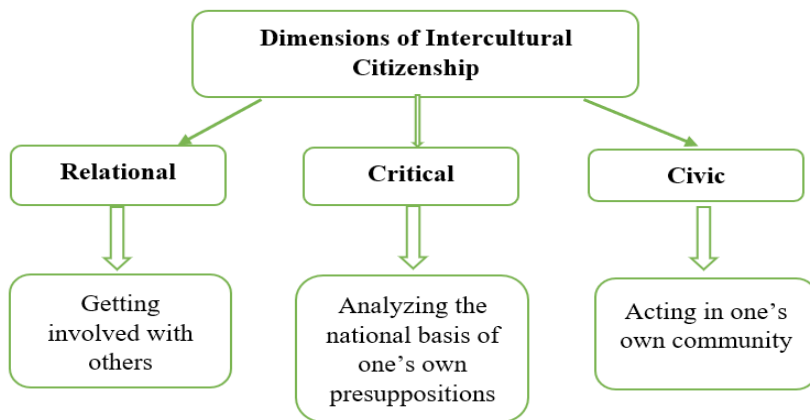 Dimensions of Intercultural
Citizenship
Relational
Critical
Civic
Getting
involved with
others
Analyzing the
national basis of
one’s own
presuppositions
Acting in one’s
own community